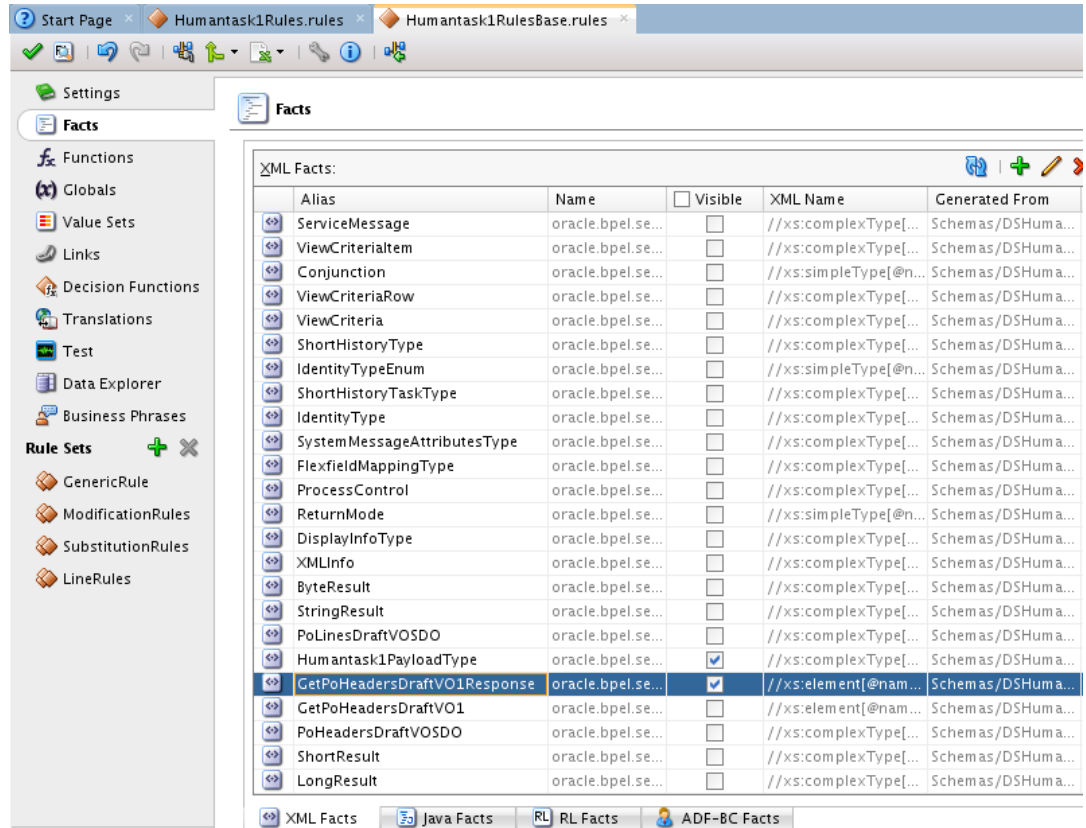 Start Page Humantask1Rules.rules Humantask1RulesBase.rules
Settings
Facts
Functions
Globals
Value Sets
Links
Decision Functions
Translations
Test
Data Explorer
Business Phrases
Rule Sets
GenericRule
ModificationRules
SubstitutionRules
LineRules
Facts
XML Facts:
Alias Name Visible XML Name Generated From
ServiceMessage oracle.bpel.se... //xs:complexType[... Schemas/DSHuma...
ViewCriteriaItem oracle.bpel.se... //xs:complexType[... Schemas/DSHuma...
Conjunction oracle.bpel.se... //xs:simpleType[@n... Schemas/DSHuma...
ViewCriteriaRow oracle.bpel.se... //xs:complexType[... Schemas/DSHuma...
ViewCriteria oracle.bpel.se... //xs:complexType[... Schemas/DSHuma...
ShortHistoryType oracle.bpel.se... //xs:complexType[... Schemas/DSHuma...
IdentityTypeEnum oracle.bpel.se... //xs:simpleType[@n... Schemas/DSHuma...
ShortHistoryTaskType oracle.bpel.se... //xs:complexType[... Schemas/DSHuma...
IdentityType oracle.bpel.se... //xs:complexType[... Schemas/DSHuma...
SystemMessageAttributesType oracle.bpel.se... //xs:complexType[... Schemas/DSHuma...
FlexfieldMappingType oracle.bpel.se... //xs:complexType[... Schemas/DSHuma...
ProcessControl oracle.bpel.se... //xs:complexType[... Schemas/DSHuma...
ReturnMode oracle.bpel.se... //xs:simpleType[@n... Schemas/DSHuma...
DisplayInfoType oracle.bpel.se... //xs:complexType[... Schemas/DSHuma...
XMLInfo oracle.bpel.se... //xs:complexType[... Schemas/DSHuma...
ByteResult oracle.bpel.se... //xs:complexType[... Schemas/DSHuma...
StringResult oracle.bpel.se... //xs:complexType[... Schemas/DSHuma...
PoLinesDraftVOSDO oracle.bpel.se... //xs:complexType[... Schemas/DSHuma...
Humantask1PayloadType oracle.bpel.se... //xs:complexType[... Schemas/DSHuma...
GetPoHeadersDraftVO1Response oracle.bpel.se... //xs:element[@nam... Schemas/DSHuma...
GetPoHeadersDraftVO1 oracle.bpel.se... //xs:element[@nam... Schemas/DSHuma...
PoHeadersDraftVOSDO oracle.bpel.se... //xs:complexType[... Schemas/DSHuma...
ShortResult oracle.bpel.se... //xs:complexType[... Schemas/DSHuma...
LongResult oracle.bpel.se... //xs:complexType[... Schemas/DSHuma...
XML Facts Java Facts RL RL Facts ADF-BC Facts